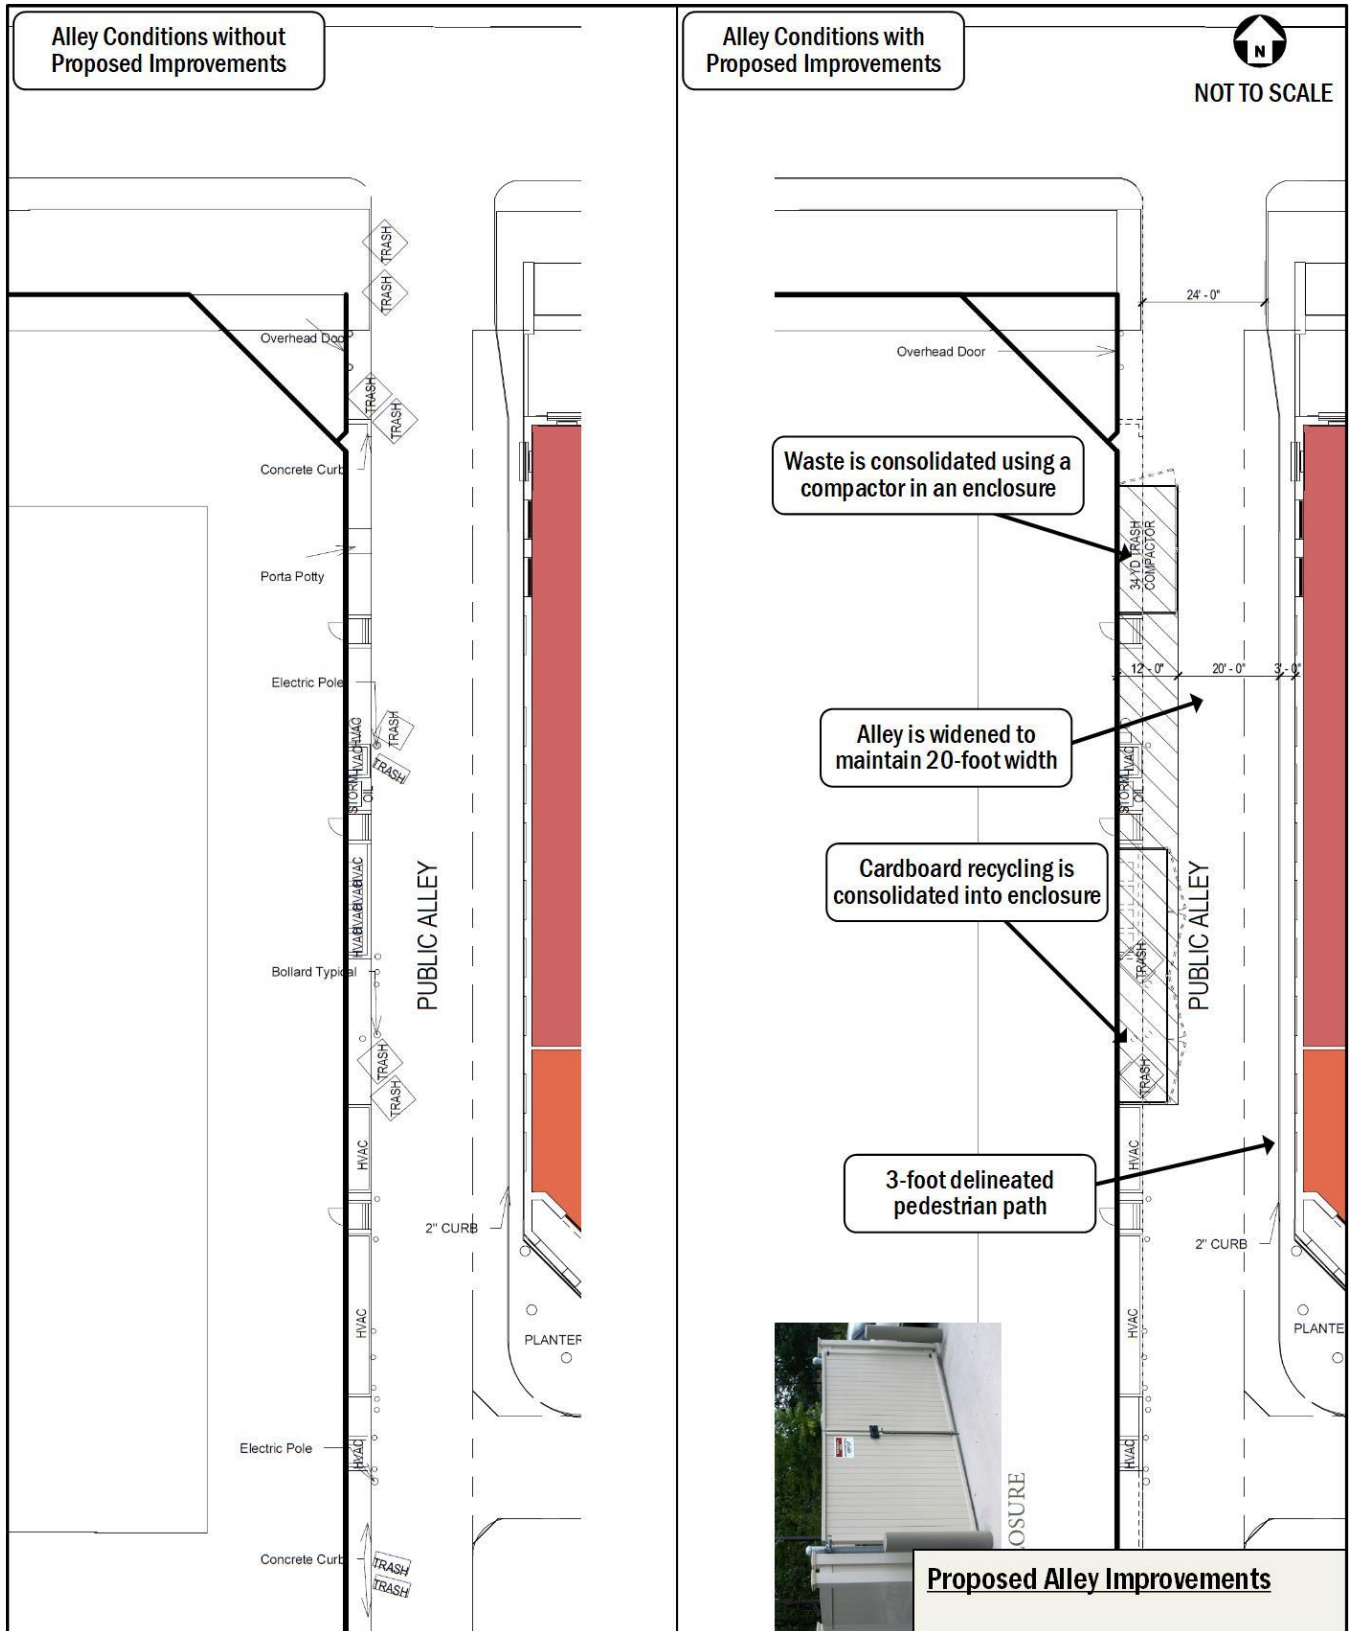 Alley Conditions without
Proposed Improvements
TRASH
TRASH
Overhead Doo
TRASH
TRASH
Concrete Curb
Porta Potty
Electric Pole
HVAC
TRASH
HVAC
TRASH
STORM
OIL
HVAC
HVAC
HVAC
HVAC
PUBLIC ALLEY
Bollard Typical
TRASH
TRASH
HVAC
2" CURB
HVAC
PLANTER
Electric Pole
HVAC
Concrete Curb
TRASH
TRASH
Alley Conditions with
Proposed Improvements
N
NOT TO SCALE
24' - 0"
Overhead Door
Waste is consolidated using a
compactor in an enclosure
34 YD TRASH
COMPACTOR
12' - 0"
20' - 0"
3' - 0"
Alley is widened to
maintain 20-foot width
HVAC
STORM
OIL
Cardboard recycling is
consolidated into enclosure
PUBLIC ALLEY
TRASH
TRASH
3-foot delineated
pedestrian path
HVAC
2" CURB
HVAC
PLANTE
HVAC
OSURE
Proposed Alley Improvements